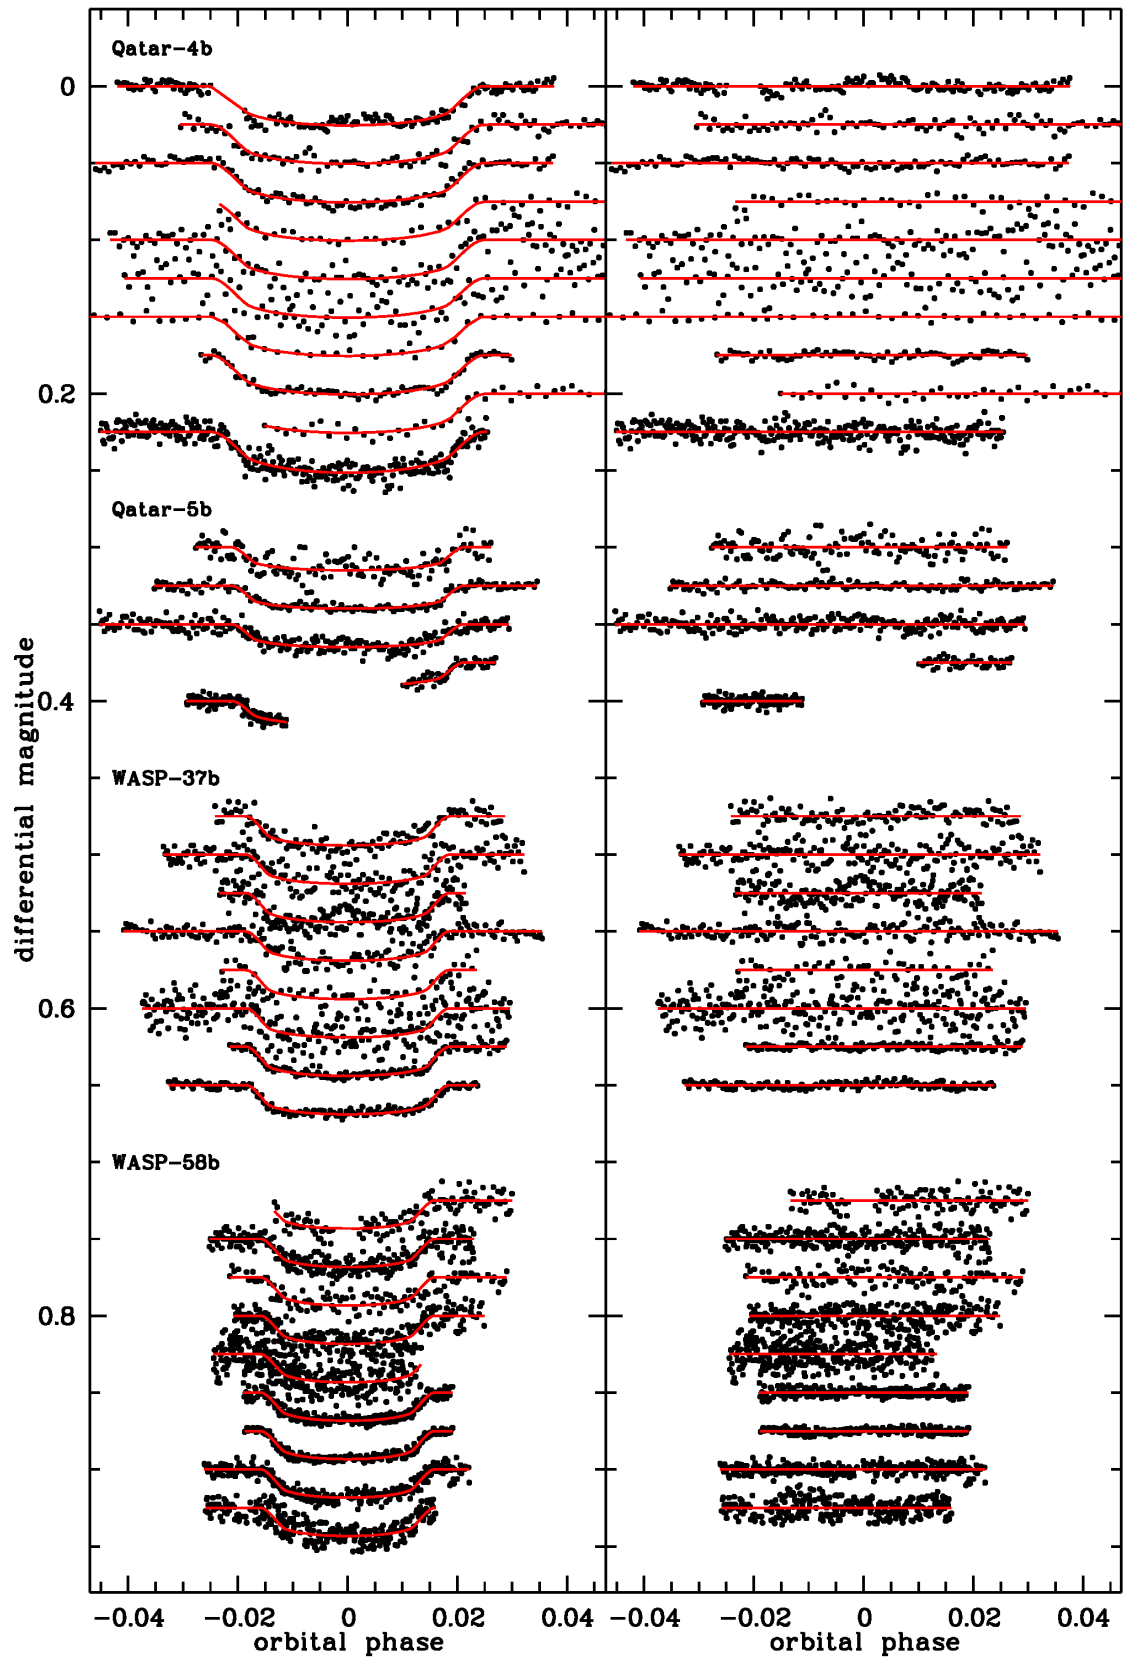 Qatar-4b
0
0.2
Qatar-5b
0.4
WASP-37b
0.6
WASP-58b
0.8
differential magnitude
-0.04 -0.02 0 0.02 0.04 -0.04 -0.02 0 0.02 0.04
orbital phase orbital phase